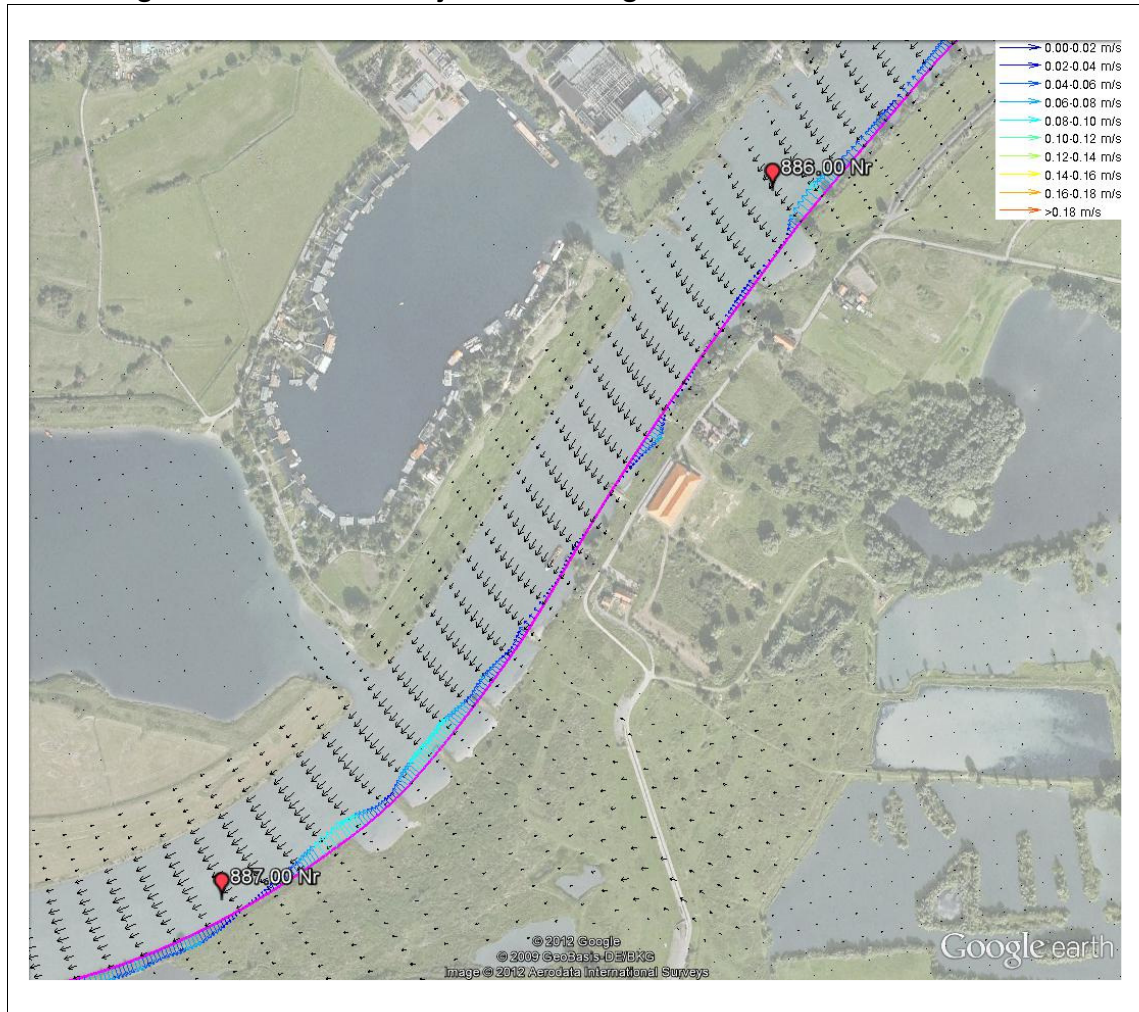 0.00-0.02 m/s
0.02-0.04 m/s
0.04-0.06 m/s
0.06-0.08 m/s
0.08-0.10 m/s
0.10-0.12 m/s
0.12-0.14 m/s
0.14-0.16 m/s
0.16-0.18 m/s
>0.18 m/s
886.00 Nr
887.00 Nr
© 2012 Google
© 2009 GeoBasis-DE/BKG
Image © 2012 Aerodata International Surveys
Google earth